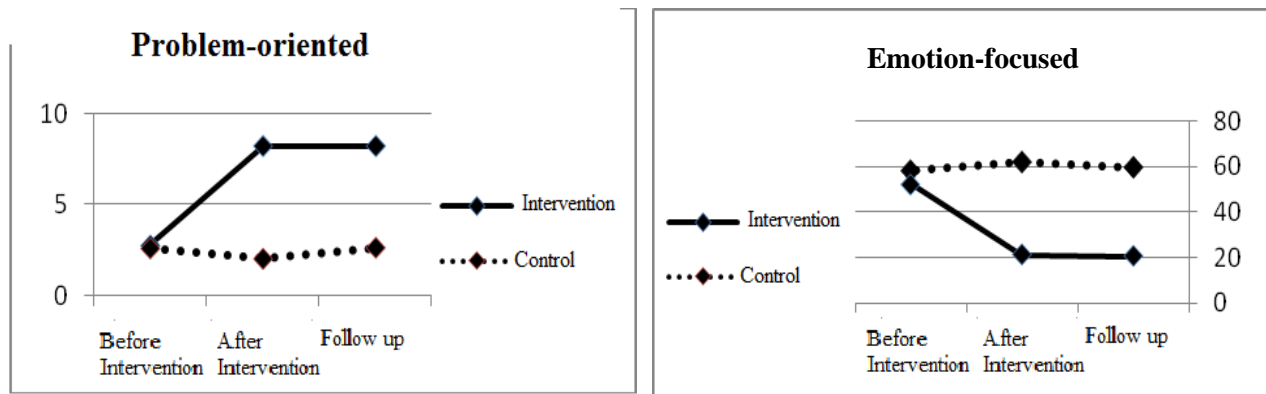 Problem-oriented
10
5
0
Before
Intervention
After
Intervention
Follow up
Intervention
Control
Emotion-focused
80
60
40
20
0
Intervention
Control
Before
Intervention
After
Intervention
Follow up